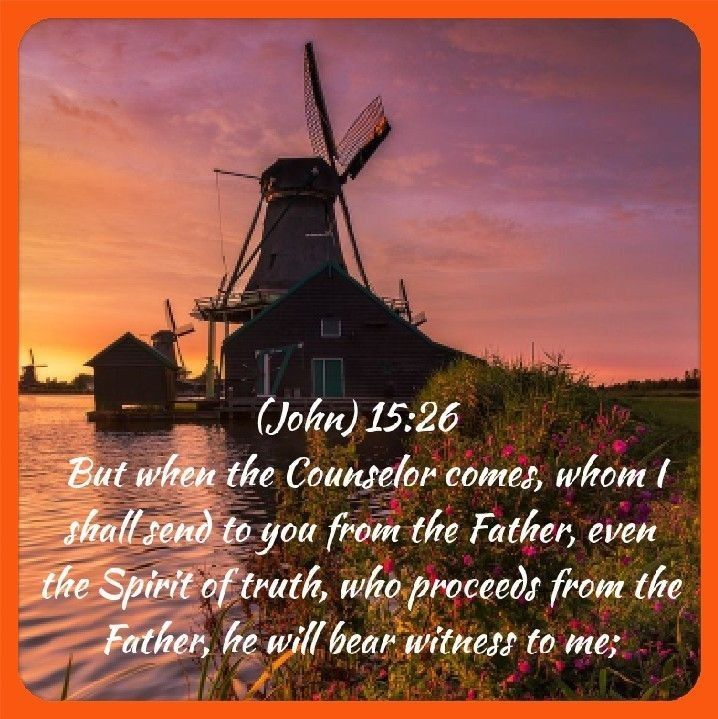 (John) 15:26
But when the Counselor comes, whom I
shall send to you from the Father, even
the Spirit of truth, who proceeds from the
Father, he will bear witness to me;